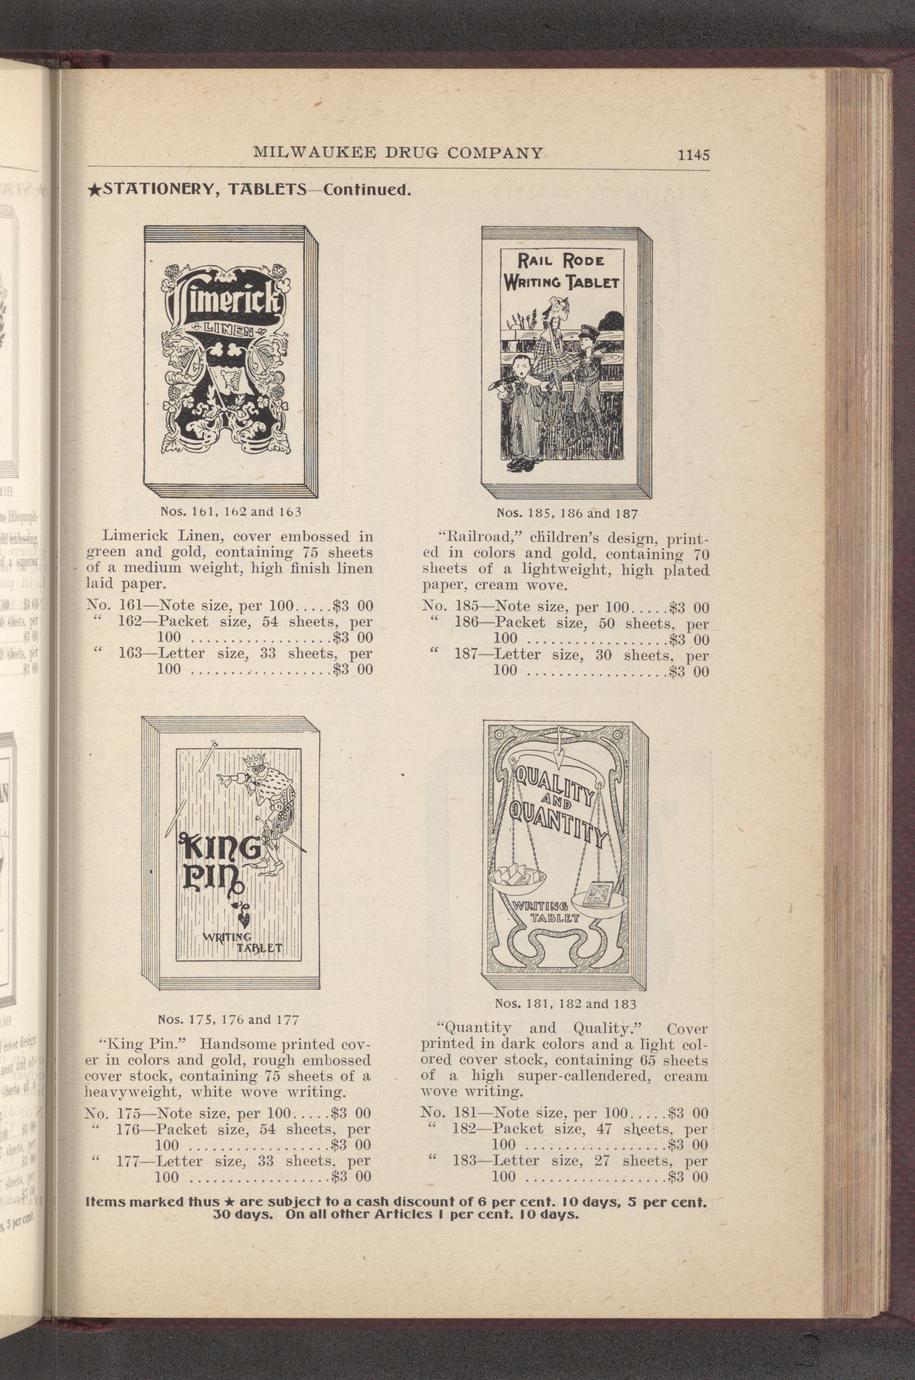 MILWAUKEE DRUG COMPANY 1145
★STATIONERY, TABLETS—Continued.
Limerick
LINEN
Nos. 161, 162 and 163
Limerick Linen, cover embossed in
green and gold, containing 75 sheets
of a medium weight, high finish linen
laid paper.
No. 161—Note size, per 100.....$3 00
“ 162—Packet size, 54 sheets, per
100 ..................$3 00
“ 163—Letter size, 33 sheets, per
100 ..................$3 00
RAIL RODE
WRITING TABLET
Nos. 185, 186 and 187
“Railroad,” children's design, print-
ed in colors and gold, containing 70
sheets of a lightweight, high plated
paper, cream wove.
No. 185—Note size, per 100.....$3 00
“ 186—Packet size, 50 sheets, per
100 ..................$3 00
“ 187—Letter size, 30 sheets, per
100 ..................$3 00
KING
PIN
WRITING
TABLET
Nos. 175, 176 and 177
“King Pin.” Handsome printed cov-
er in colors and gold, rough embossed
cover stock, containing 75 sheets of a
heavyweight, white wove writing.
No. 175—Note size, per 100.....$3 00
“ 176—Packet size, 54 sheets, per
100 ..................$3 00
“ 177—Letter size, 33 sheets, per
100 ..................$3 00
QUALITY
AND
QUANTITY
WRITING
TABLET
Nos. 181, 182 and 183
“Quantity and Quality.” Cover
printed in dark colors and a light col-
ored cover stock, containing 65 sheets
of a high super-callendered, cream
wove writing.
No. 181—Note size, per 100.....$3 00
“ 182—Packet size, 47 sheets, per
100 ..................$3 00
“ 183—Letter size, 27 sheets, per
100 ..................$3 00
Items marked thus ★ are subject to a cash discount of 6 per cent. 10 days, 5 per cent.
30 days. On all other Articles 1 per cent. 10 days.